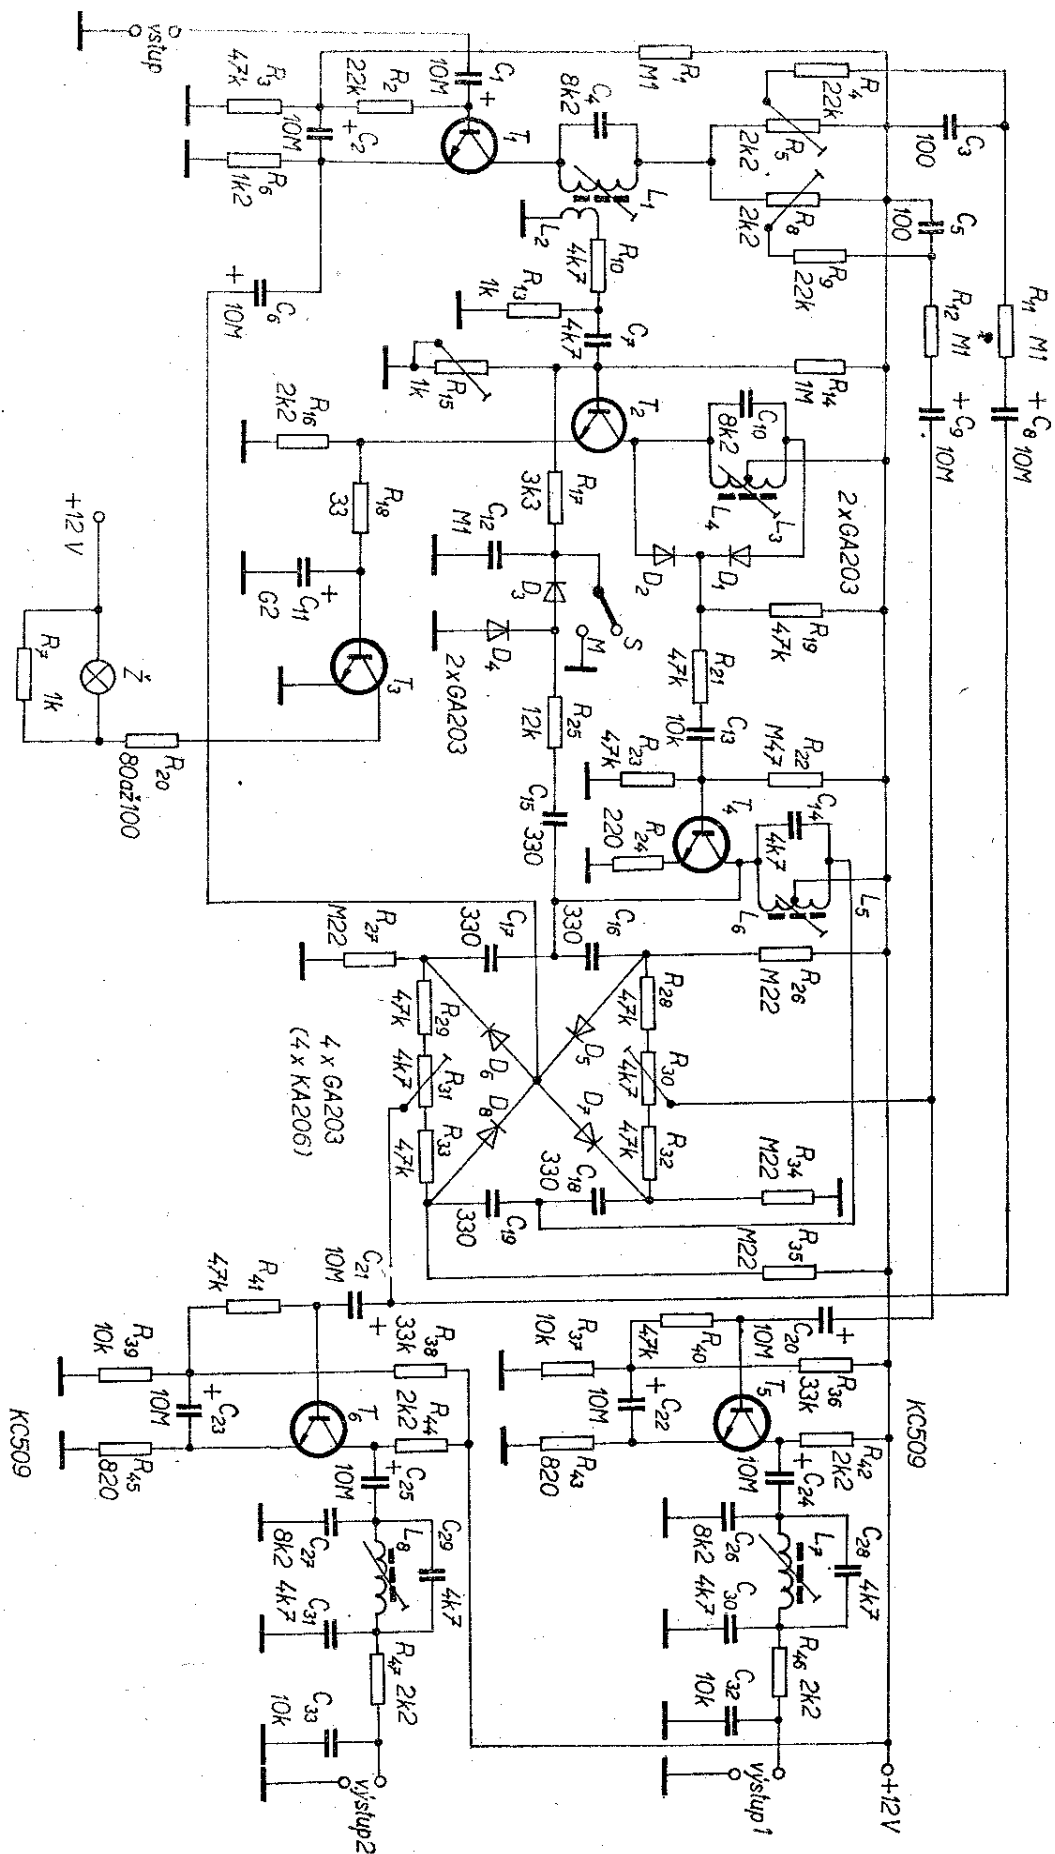 vstup
R₃
47k
R₂
22k
C₁
10M
+
C₂
10M
+
R₆
1k2
T₁
R₁
M1
C₄
8k2
L₁
L₂
R₄
22k
R₅
2k2
R₈
2k2
R₉
22k
C₃
100
C₅
100
R₁₁ M1
R₁₂ M1
+ C₈
10M
+ C₉
10M
C₆
10M
+
R₁₀
4k7
R₁₃
1k
C₇
4k7
R₁₄
1M
R₁₅
1k
T₂
R₁₆
2k2
C₁₀
8k2
L₃
L₄
2xGA203
D₁
D₂
R₁₇
3k3
R₁₈
33
C₁₂
M1
C₁₁
G2
+
D₃
D₄
S
M
2xGA203
T₃
+12V
Ž
R₇
1k
R₂₀
80až100
R₁₉
47k
R₂₁
47k
C₁₃
10k
R₂₂
M47
R₂₃
47k
R₂₄
220
T₄
C₁₄
4k7
L₅
L₆
R₂₅
12k
C₁₅
330
C₁₆
330
C₁₇
330
R₂₆
M22
R₂₇
M22
R₂₈
47k
R₃₀
4k7
R₃₂
47k
R₂₉
47k
R₃₁
4k7
R₃₃
47k
D₅
D₆
D₇
D₈
4xGA203
(4xKA206)
C₁₈
330
C₁₉
330
R₃₄
M22
R₃₅
M22
R₄₁
47k
C₂₁
10M
+
R₃₈
33k
R₃₉
10k
C₂₃
10M
+
T₆
R₄₄
2k2
R₄₅
820
KC509
C₂₅
10M
+
C₂₀
10M
+
R₄₀
47k
R₃₇
10k
R₃₆
33k
C₂₂
10M
+
T₅
R₄₂
2k2
R₄₃
820
KC509
C₂₄
10M
+
C₂₆
8k2
L₇
C₂₈
4k7
C₃₀
4k7
R₄₆ 2k2
C₃₂
10k
výstup1
+12V
C₂₇
8k2
L₈
C₂₉
4k7
C₃₁
4k7
R₄₇ 2k2
C₃₃
10k
výstup2